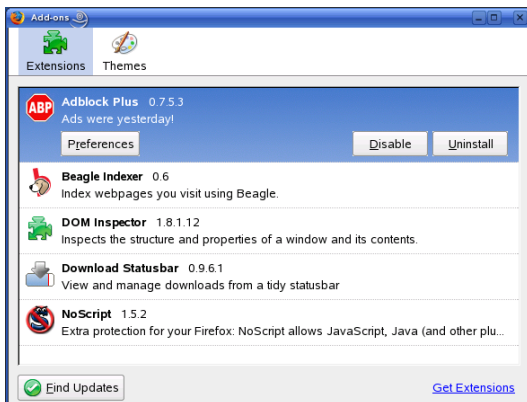 Add-ons
Extensions Themes
ABP
Adblock Plus 0.7.5.3
Ads were yesterday!
Preferences Disable Uninstall
Beagle Indexer 0.6
Index webpages you visit using Beagle.
DOM Inspector 1.8.1.12
Inspects the structure and properties of a window and its contents.
Download Statusbar 0.9.6.1
View and manage downloads from a tidy statusbar
NoScript 1.5.2
Extra protection for your Firefox: NoScript allows JavaScript, Java (and other plu...
Find Updates Get Extensions